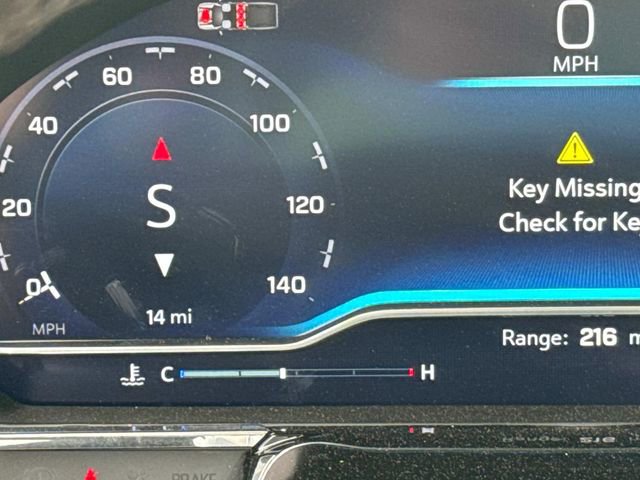 0
MPH
60 80
40 100
20 S 120
0 140
MPH
14 mi
Key Missing
Check for Ke
Range: 216 m
C H
BRAKE